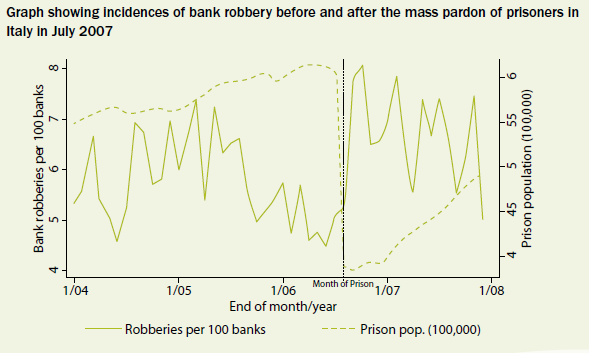 Graph showing incidences of bank robbery before and after the mass pardon of prisoners in
Italy in July 2007
Bank robberies per 100 banks
8
7
6
5
4
Prison population (100,000)
6
55
5
45
4
Month of Prison
1/04 1/05 1/06 1/07 1/08
End of month/year
Robberies per 100 banks Prison pop. (100,000)